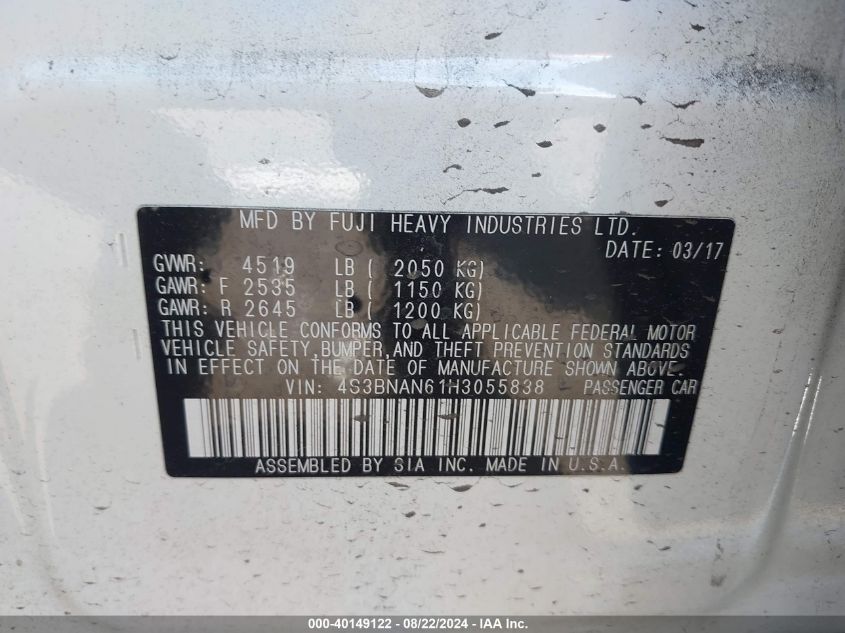 MFD BY FUJI HEAVY INDUSTRIES LTD.
DATE: 03/17
GVWR: 4519 LB ( 2050 KG)
GAWR: F 2535 LB ( 1150 KG)
GAWR: R 2645 LB ( 1200 KG)
THIS VEHICLE CONFORMS TO ALL APPLICABLE FEDERAL MOTOR
VEHICLE SAFETY,BUMPER,AND THEFT PREVENTION STANDARDS
IN EFFECT ON THE DATE OF MANUFACTURE SHOWN ABOVE.
VIN: 4S3BNAN61H3055838 PASSENGER CAR
ASSEMBLED BY SIA INC. MADE IN U.S.A.
000-40149122 - 08/22/2024 - IAA Inc.